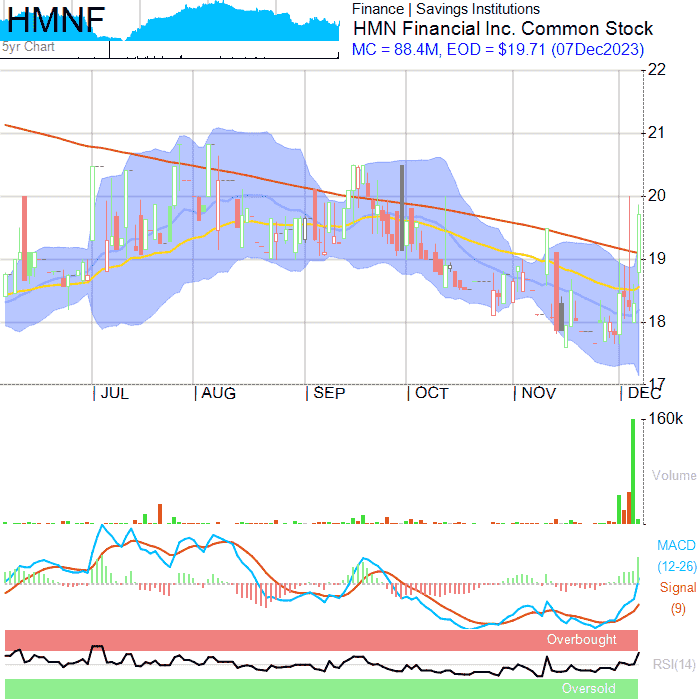 HMNF
5yr Chart
Finance | Savings Institutions
HMN Financial Inc. Common Stock
MC = 88.4M, EOD = $19.71 (07Dec2023)
22
21
20
19
18
17
JUL AUG SEP OCT NOV DEC
160k
Volume
MACD
(12-26)
Signal
(9)
Overbought
RSI(14)
Oversold